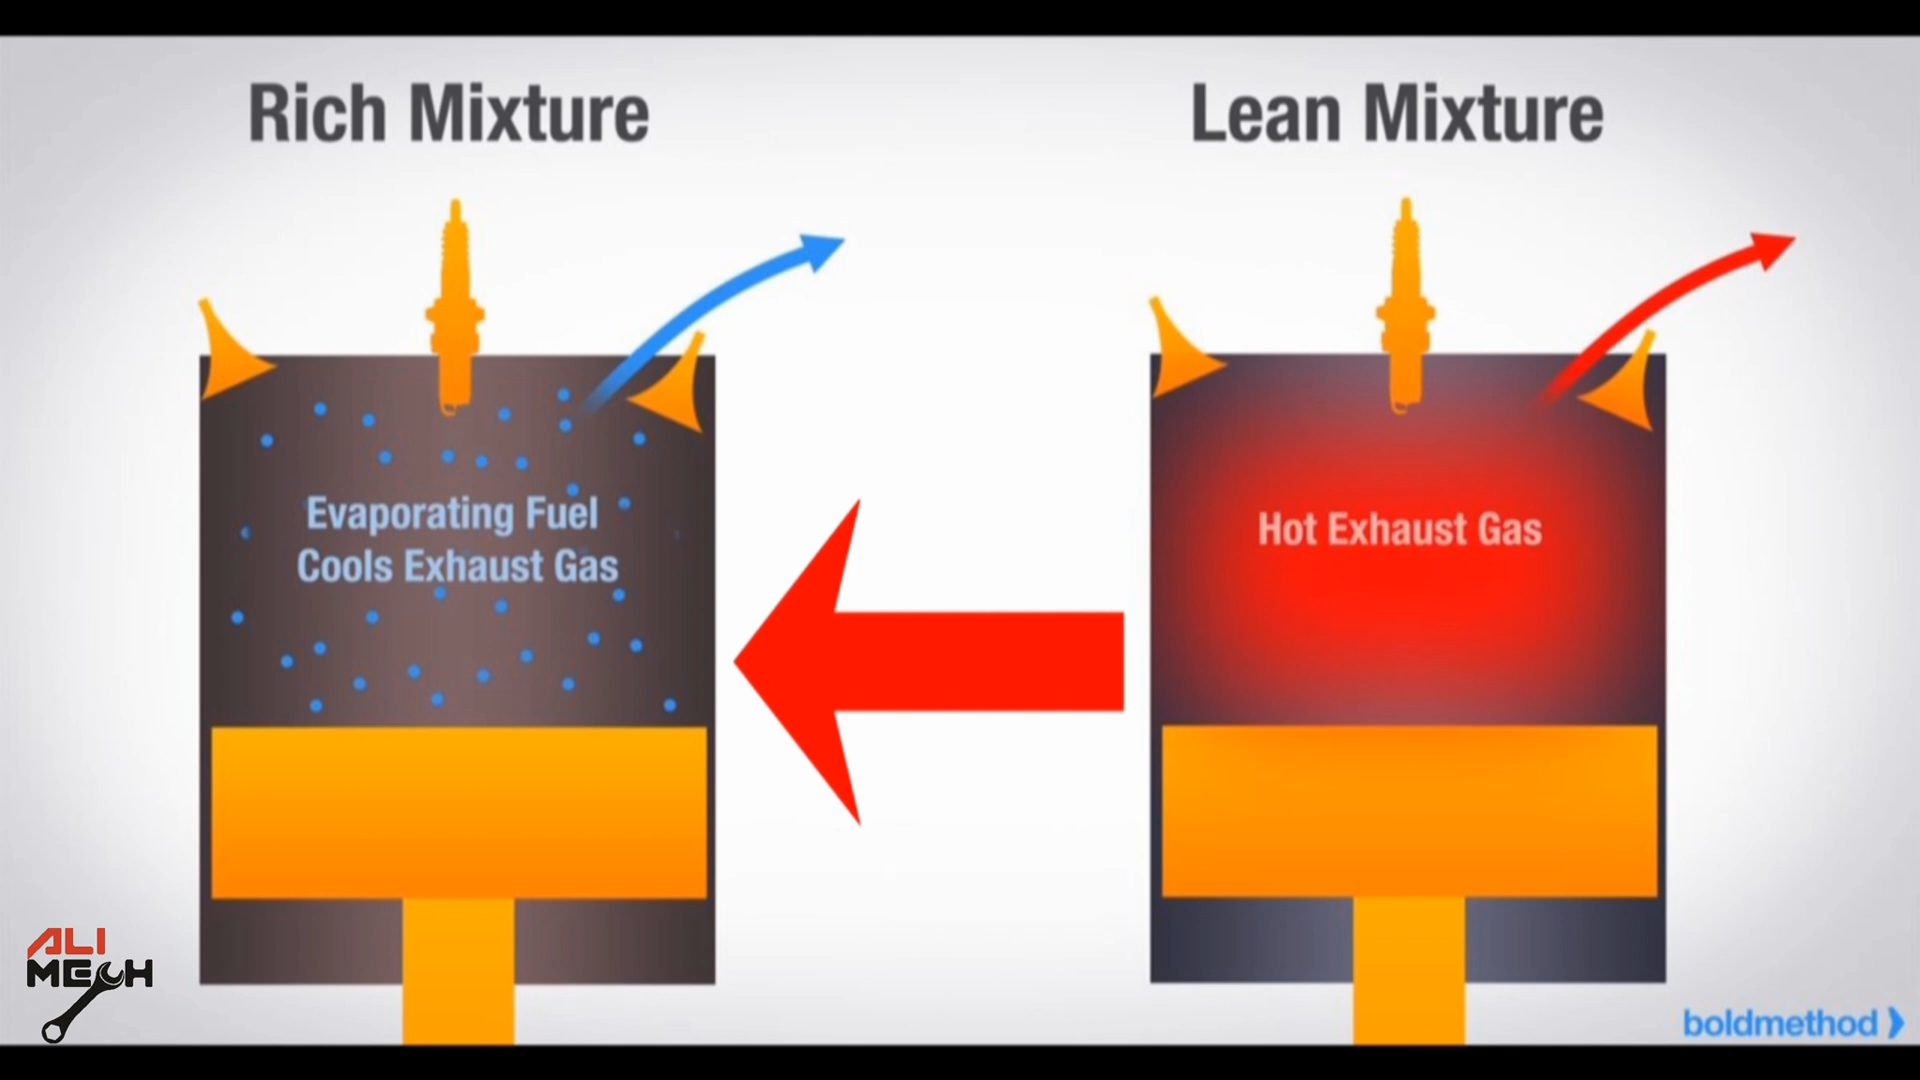 Rich Mixture
Lean Mixture
Evaporating Fuel
Cools Exhaust Gas
Hot Exhaust Gas
ALI
MECH
boldmethod